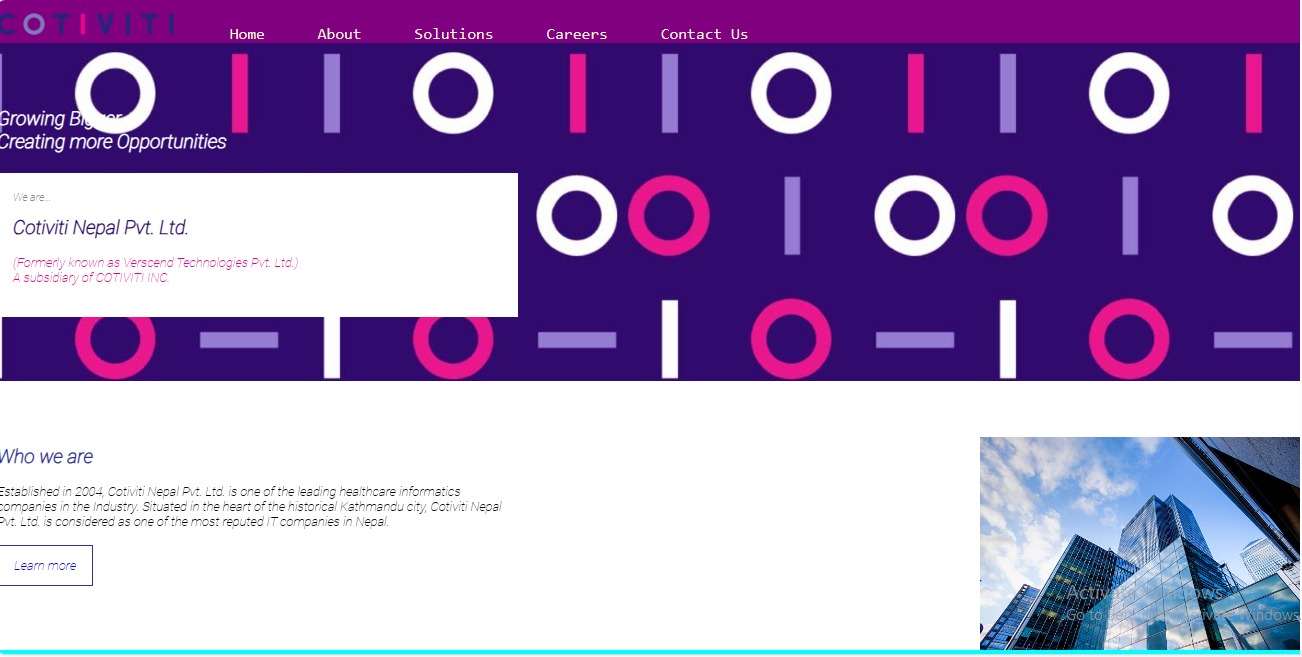 COTIVITI
Home About Solutions Careers Contact Us
Growing Bigger
Creating more Opportunities
We are...
Cotiviti Nepal Pvt. Ltd.
(Formerly known as Verscend Technologies Pvt. Ltd.)
A subsidiary of COTIVITI INC.
Who we are
Established in 2004, Cotiviti Nepal Pvt. Ltd. is one of the leading healthcare informatics
companies in the Industry. Situated in the heart of the historical Kathmandu city, Cotiviti Nepal
Pvt. Ltd. is considered as one of the most reputed IT companies in Nepal.
Learn more
Activate Windows
Go to Windows